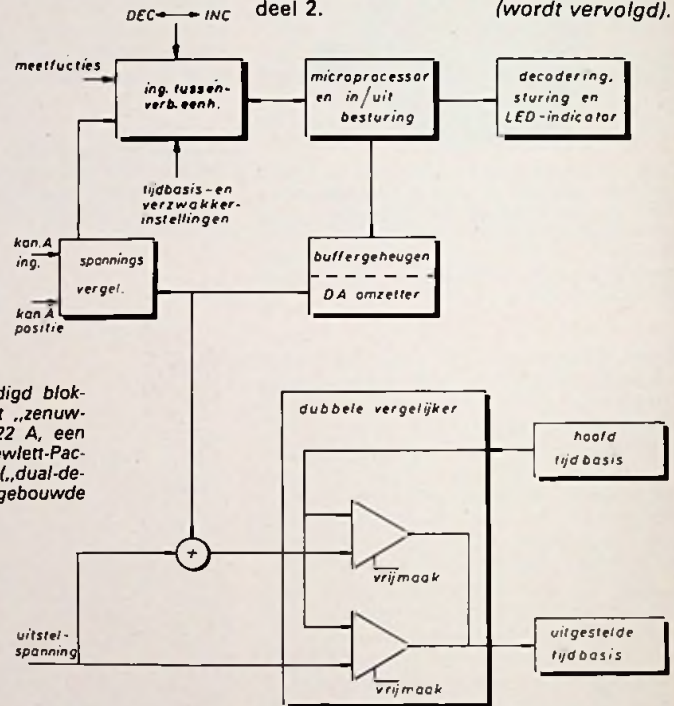 deel 2.
(wordt vervolgd).
DEC INC
meetfucties
ing. tussen-
verb. eenh.
microprocessor
en in/uit
besturing
decodering,
sturing en
LED-indicator
tijdbasis-en
verzwakker-
instellingen
kan.A
ing.
kan A
positie
spannings
vergel.
buffergeheugen
DA omzetter
digd blok-
t „zenuw-
22 A, een
ewlett-Pac-
(„dual-de-
gebouwde
dubbele vergelijker
hoofd
tijdbasis
+
vrijmaak
uitstel-
spanning
vrijmaak
uitgestelde
tijdbasis